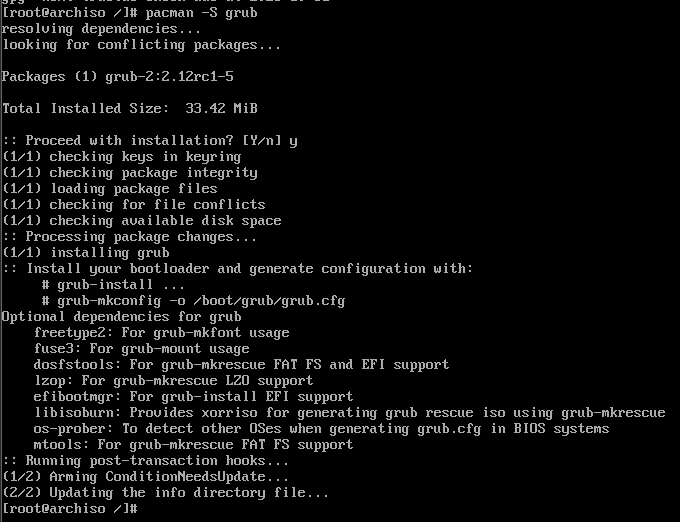 [root@archiso /]# pacman -S grub
resolving dependencies...
looking for conflicting packages...
Packages (1) grub-2:2.12rc1-5
Total Installed Size:  33.42 MiB
:: Proceed with installation? [Y/n] y
(1/1) checking keys in keyring
(1/1) checking package integrity
(1/1) loading package files
(1/1) checking for file conflicts
(1/1) checking available disk space
:: Processing package changes...
(1/1) installing grub
:: Install your bootloader and generate configuration with:
     # grub-install ...
     # grub-mkconfig -o /boot/grub/grub.cfg
Optional dependencies for grub
    freetype2: For grub-mkfont usage
    fuse3: For grub-mount usage
    dosfstools: For grub-mkrescue FAT FS and EFI support
    lzop: For grub-mkrescue LZO support
    efibootmgr: For grub-install EFI support
    libisoburn: Provides xorriso for generating grub rescue iso using grub-mkrescue
    os-prober: To detect other OSes when generating grub.cfg in BIOS systems
    mtools: For grub-mkrescue FAT FS support
:: Running post-transaction hooks...
(1/2) Arming ConditionNeedsUpdate...
(2/2) Updating the info directory file...
[root@archiso /]#